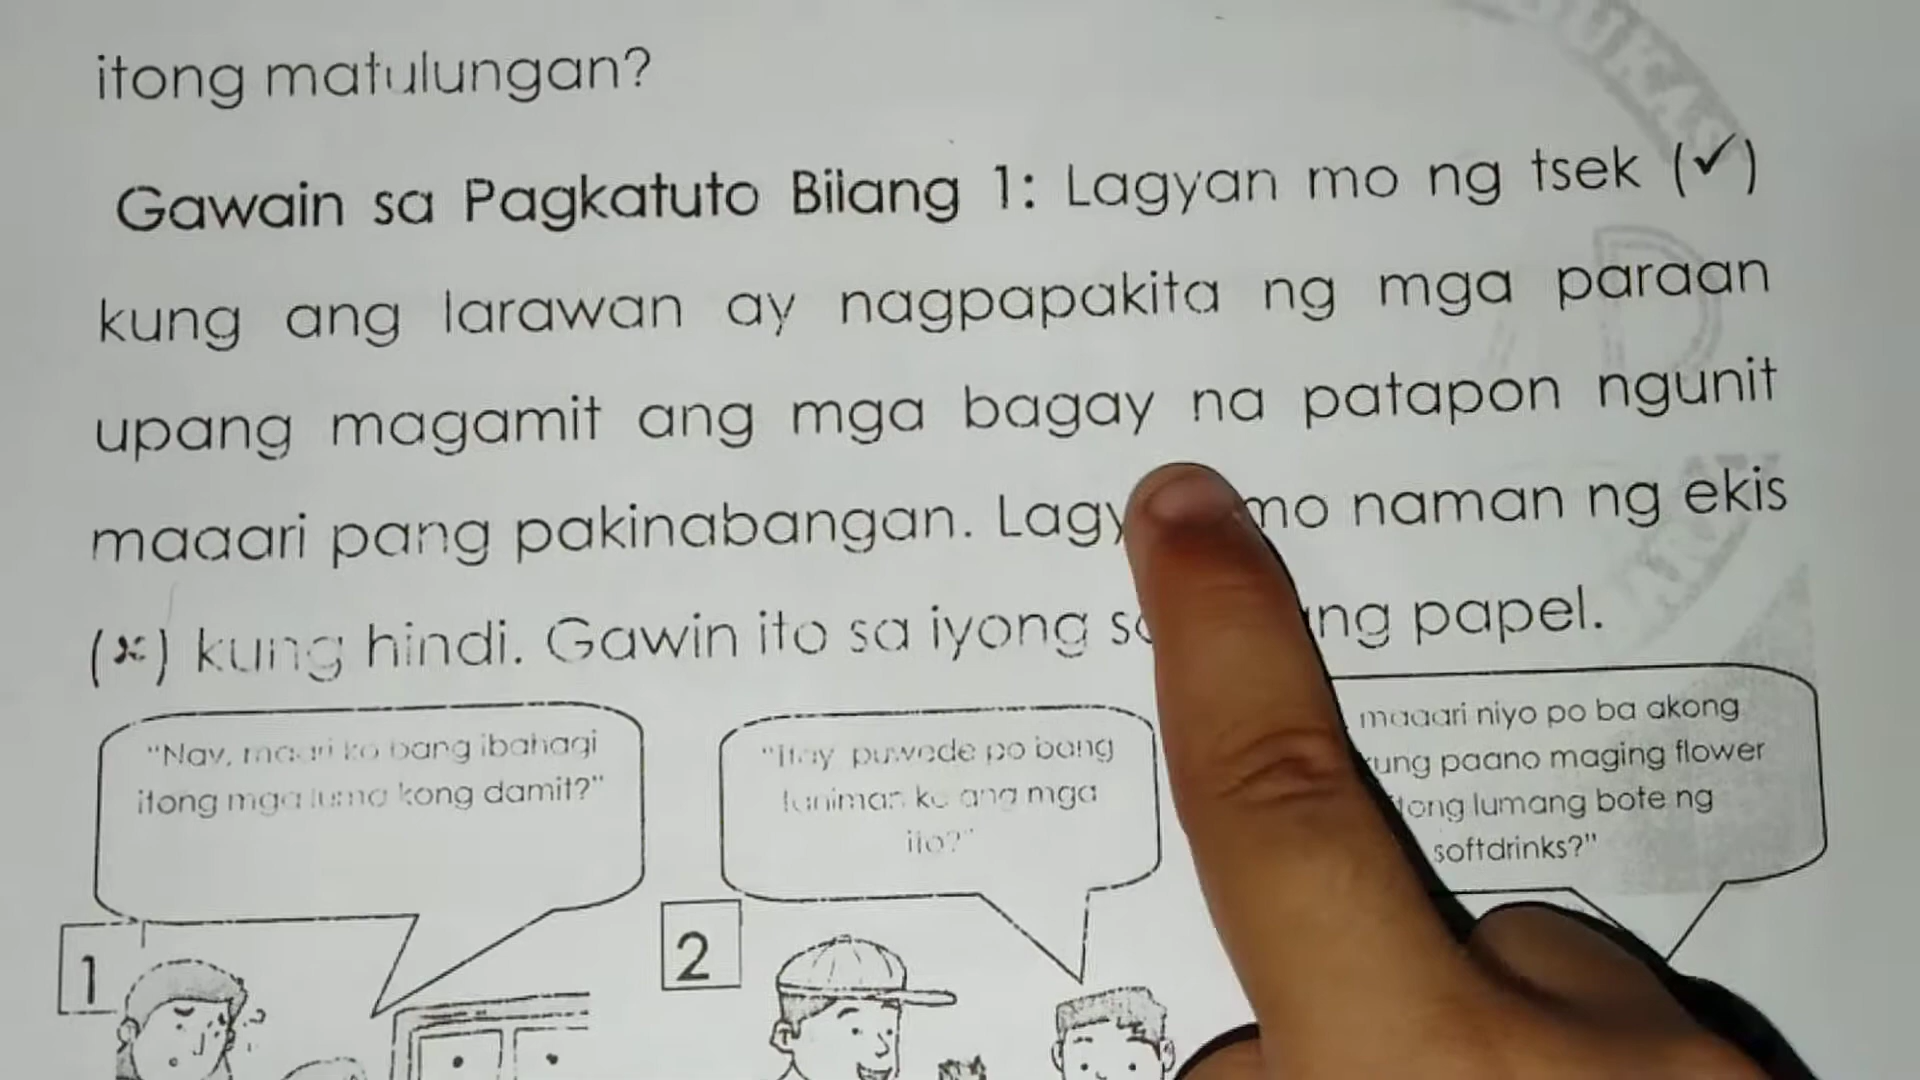 itong matulungan?
Gawain sa Pagkatuto Bilang 1: Lagyan mo ng tsek (✓)
kung ang larawan ay nagpapakita ng mga paraan
upang magamit ang mga bagay na patapon ngunit
maaari pang pakinabangan. Lagy mo naman ng ekis
(×) kung hindi. Gawin ito sa iyong ng papel.
"Nay, maari ko bang ibahagi
itong mga luma kong damit?"
1
"Itay puwede po bang
taniman ko ang mga
ito?"
2
maaari niyo po ba akong
paano maging flower
lumang bote ng
softdrinks?"